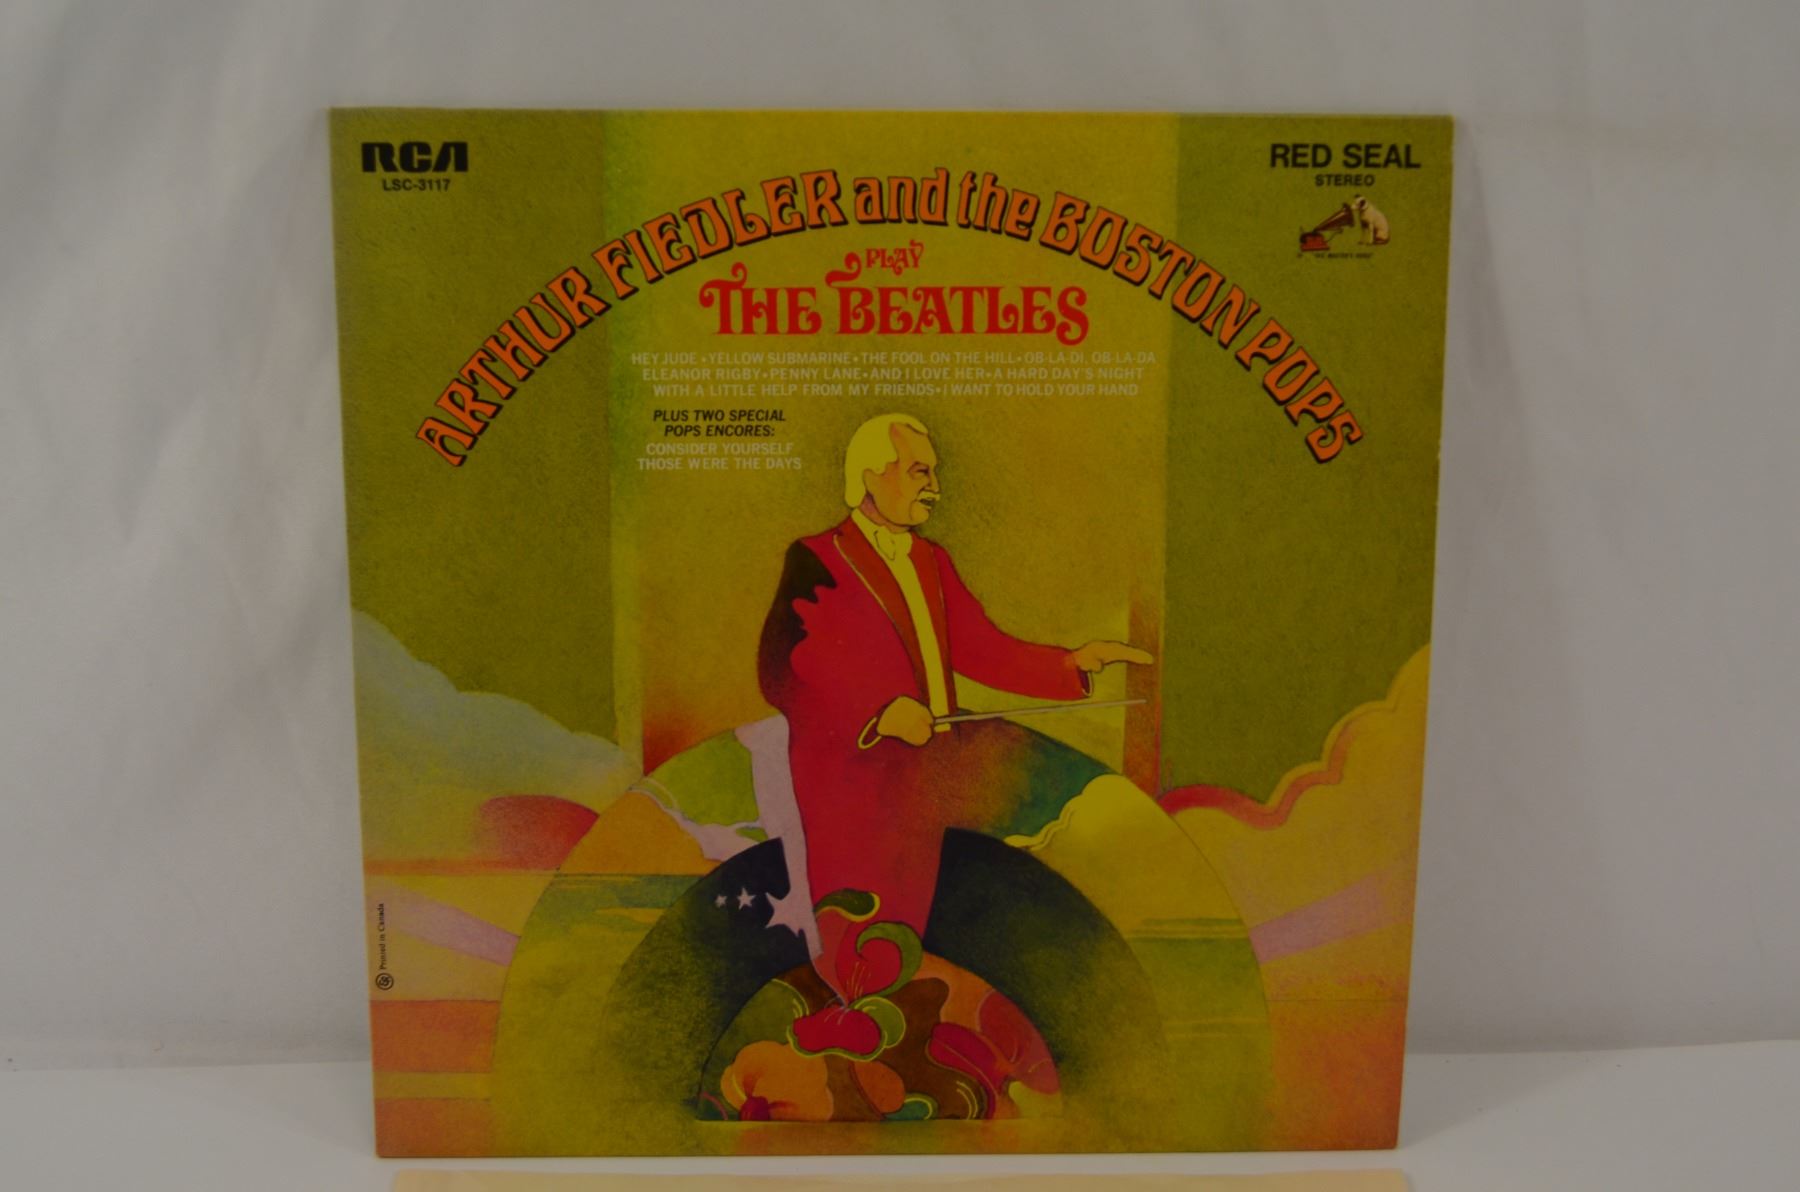 RCA
LSC-3117
RED SEAL
STEREO
"HIS MASTER'S VOICE"
ARTHUR FIEDLER and the BOSTON POPS
PLAY
THE BEATLES
HEY JUDE • YELLOW SUBMARINE • THE FOOL ON THE HILL • OB-LA-DI, OB-LA-DA
ELEANOR RIGBY • PENNY LANE • AND I LOVE HER • A HARD DAY'S NIGHT
WITH A LITTLE HELP FROM MY FRIENDS • I WANT TO HOLD YOUR HAND
PLUS TWO SPECIAL
POPS ENCORES:
CONSIDER YOURSELF
THOSE WERE THE DAYS
Printed in Canada